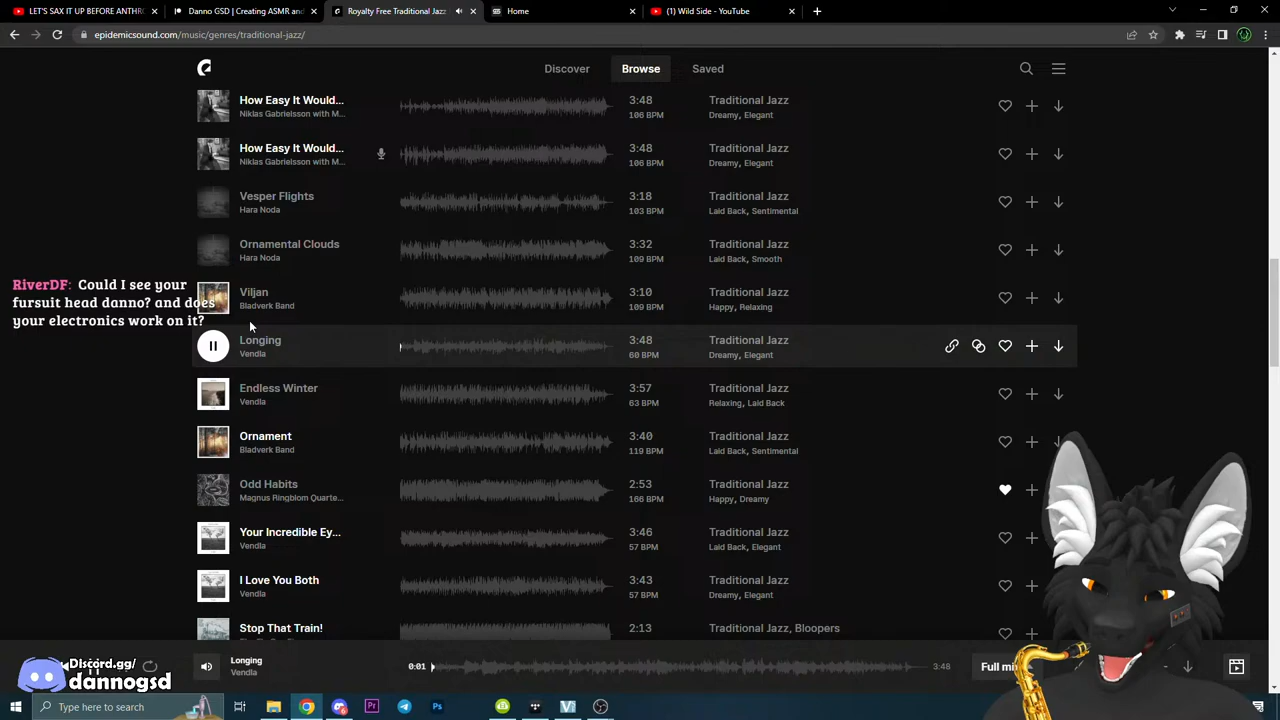 LET'S SAX IT UP BEFORE ANTHR
Danno GSD | Creating ASMR and
Royalty Free Traditional Jazz
Home
(1) Wild Side - YouTube
epidemicsound.com/music/genres/traditional-jazz/
Discover
Browse
Saved
How Easy It Would...
Niklas Gabrielsson with M...
3:48
106 BPM
Traditional Jazz
Dreamy, Elegant
How Easy It Would...
Niklas Gabrielsson with M...
3:48
106 BPM
Traditional Jazz
Dreamy, Elegant
Vesper Flights
Hara Noda
3:18
103 BPM
Traditional Jazz
Laid Back, Sentimental
Ornamental Clouds
Hara Noda
3:32
109 BPM
Traditional Jazz
Laid Back, Smooth
RiverDF: Could I see your
fursuit head danno? and does
your electronics work on it?
Viljan
Bladverk Band
3:10
109 BPM
Traditional Jazz
Happy, Relaxing
Longing
Vendla
3:48
60 BPM
Traditional Jazz
Dreamy, Elegant
Endless Winter
Vendla
3:57
63 BPM
Traditional Jazz
Relaxing, Laid Back
Ornament
Bladverk Band
3:40
119 BPM
Traditional Jazz
Laid Back, Sentimental
Odd Habits
Magnus Ringblom Quarte...
2:53
166 BPM
Traditional Jazz
Happy, Dreamy
Your Incredible Ey...
Vendla
3:46
57 BPM
Traditional Jazz
Laid Back, Elegant
I Love You Both
Vendla
3:43
57 BPM
Traditional Jazz
Dreamy, Elegant
Stop That Train!
2:13
Traditional Jazz, Bloopers
Discord.gg/
dannogsd
Longing
Vendla
0:01
3:48
Full mi
Type here to search